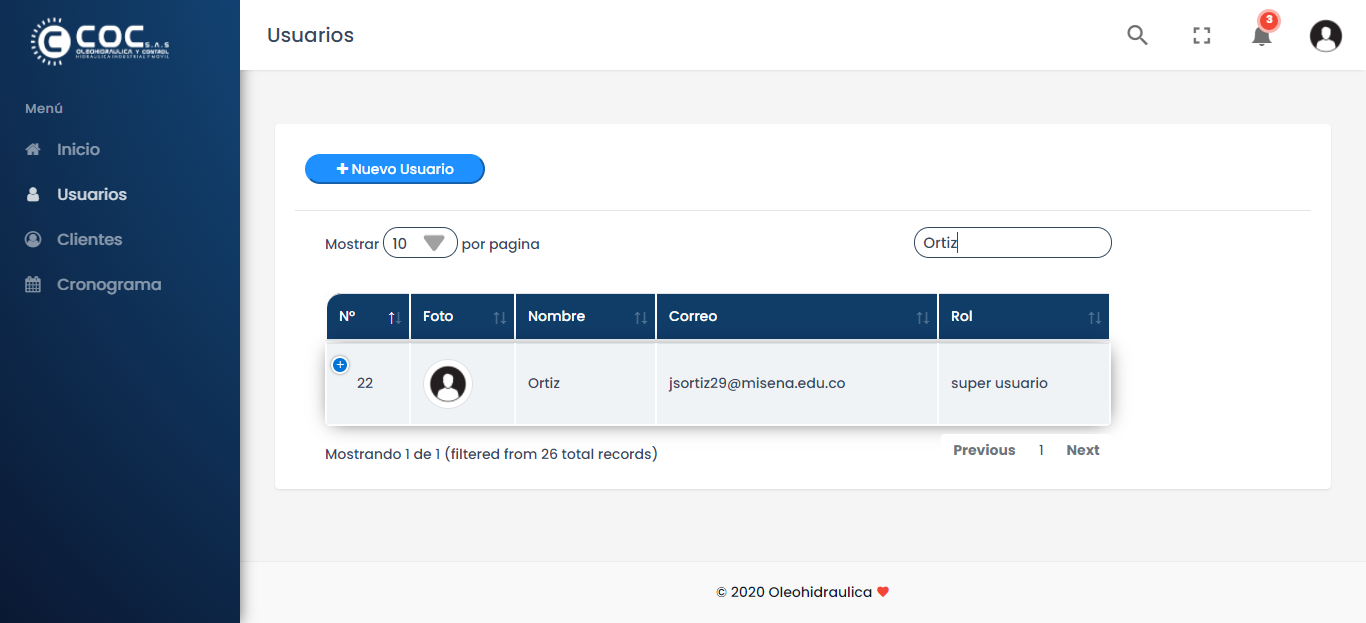 COC S.A.S
OLEOHIDRAULICA Y CONTROL
HIDRAULICA INDUSTRIAL Y MOVIL
Usuarios
3
Menú
Inicio
Usuarios
Clientes
Cronograma
Nuevo Usuario
Mostrar 10 por pagina
Ortiz
Nº Foto Nombre Correo Rol
22 Ortiz jsortiz29@misena.edu.co super usuario
Mostrando 1 de 1 (filtered from 26 total records)
Previous 1 Next
© 2020 Oleohidraulica